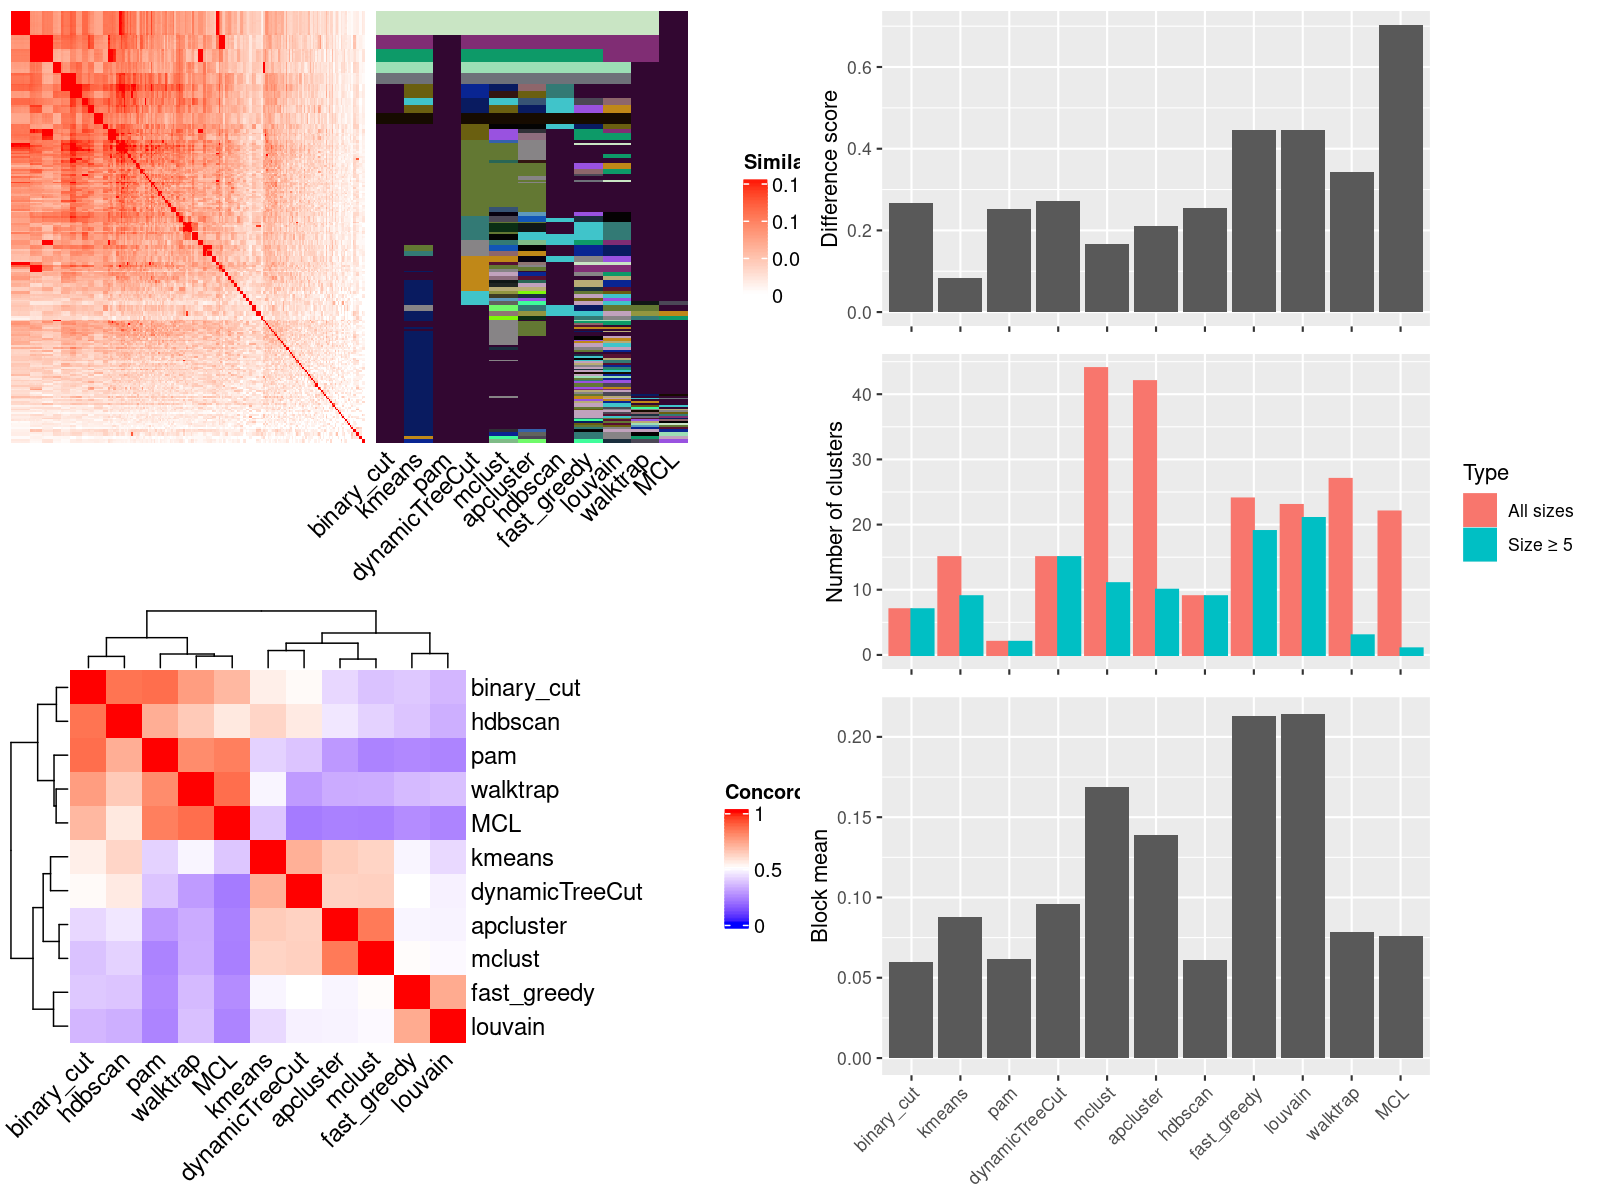 Simila
0.1
0.1
0.0
0
binary_cut
kmeans
pam
dynamicTreeCut
mclust
apcluster
hdbscan
fast_greedy
louvain
walktrap
MCL
binary_cut
hdbscan
pam
walktrap
MCL
kmeans
dynamicTreeCut
apcluster
mclust
fast_greedy
louvain
binary_cut
hdbscan
pam
walktrap
MCL
kmeans
dynamicTreeCut
apcluster
mclust
fast_greedy
louvain
Concord
1
0.5
0
Difference score
0.6
0.4
0.2
0.0
Number of clusters
40
30
20
10
0
Type
All sizes
Size ≥ 5
Block mean
0.20
0.15
0.10
0.05
0.00
binary_cut
kmeans
pam
dynamicTreeCut
mclust
apcluster
hdbscan
fast_greedy
louvain
walktrap
MCL